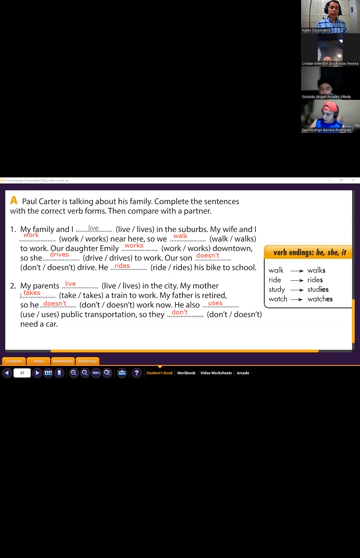 A Paul Carter is talking about his family. Complete the sentences
with the correct verb forms. Then compare with a partner.
1. My family and I live (live / lives) in the suburbs. My wife and I
work (work / works) near here, so we walk (walk / walks)
to work. Our daughter Emily works (work / works) downtown,
so she drives (drive / drives) to work. Our son doesn't
(don't / doesn't) drive. He rides (ride / rides) his bike to school.
2. My parents live (live / lives) in the city. My mother
takes (take / takes) a train to work. My father is retired,
so he doesn't (don't / doesn't) work now. He also uses
(use / uses) public transportation, so they don't (don't / doesn't)
need a car.
verb endings: he, she, it
walk → walks
ride → rides
study → studies
watch → watches
Contents Video Bookmarks Dictionary
Student's Book Workbook Video Worksheets Arcade